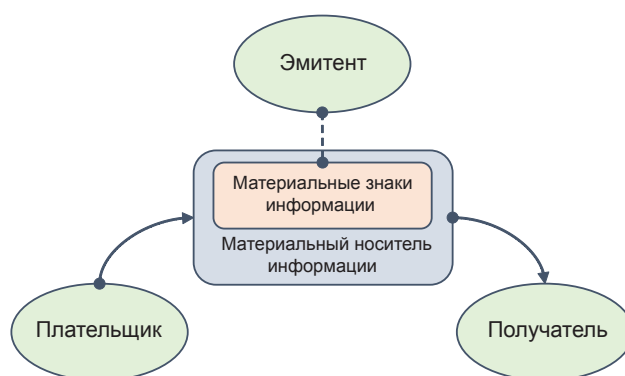 Эмитент
Материальные знаки
информации
Материальный носитель
информации
Плательщик
Получатель